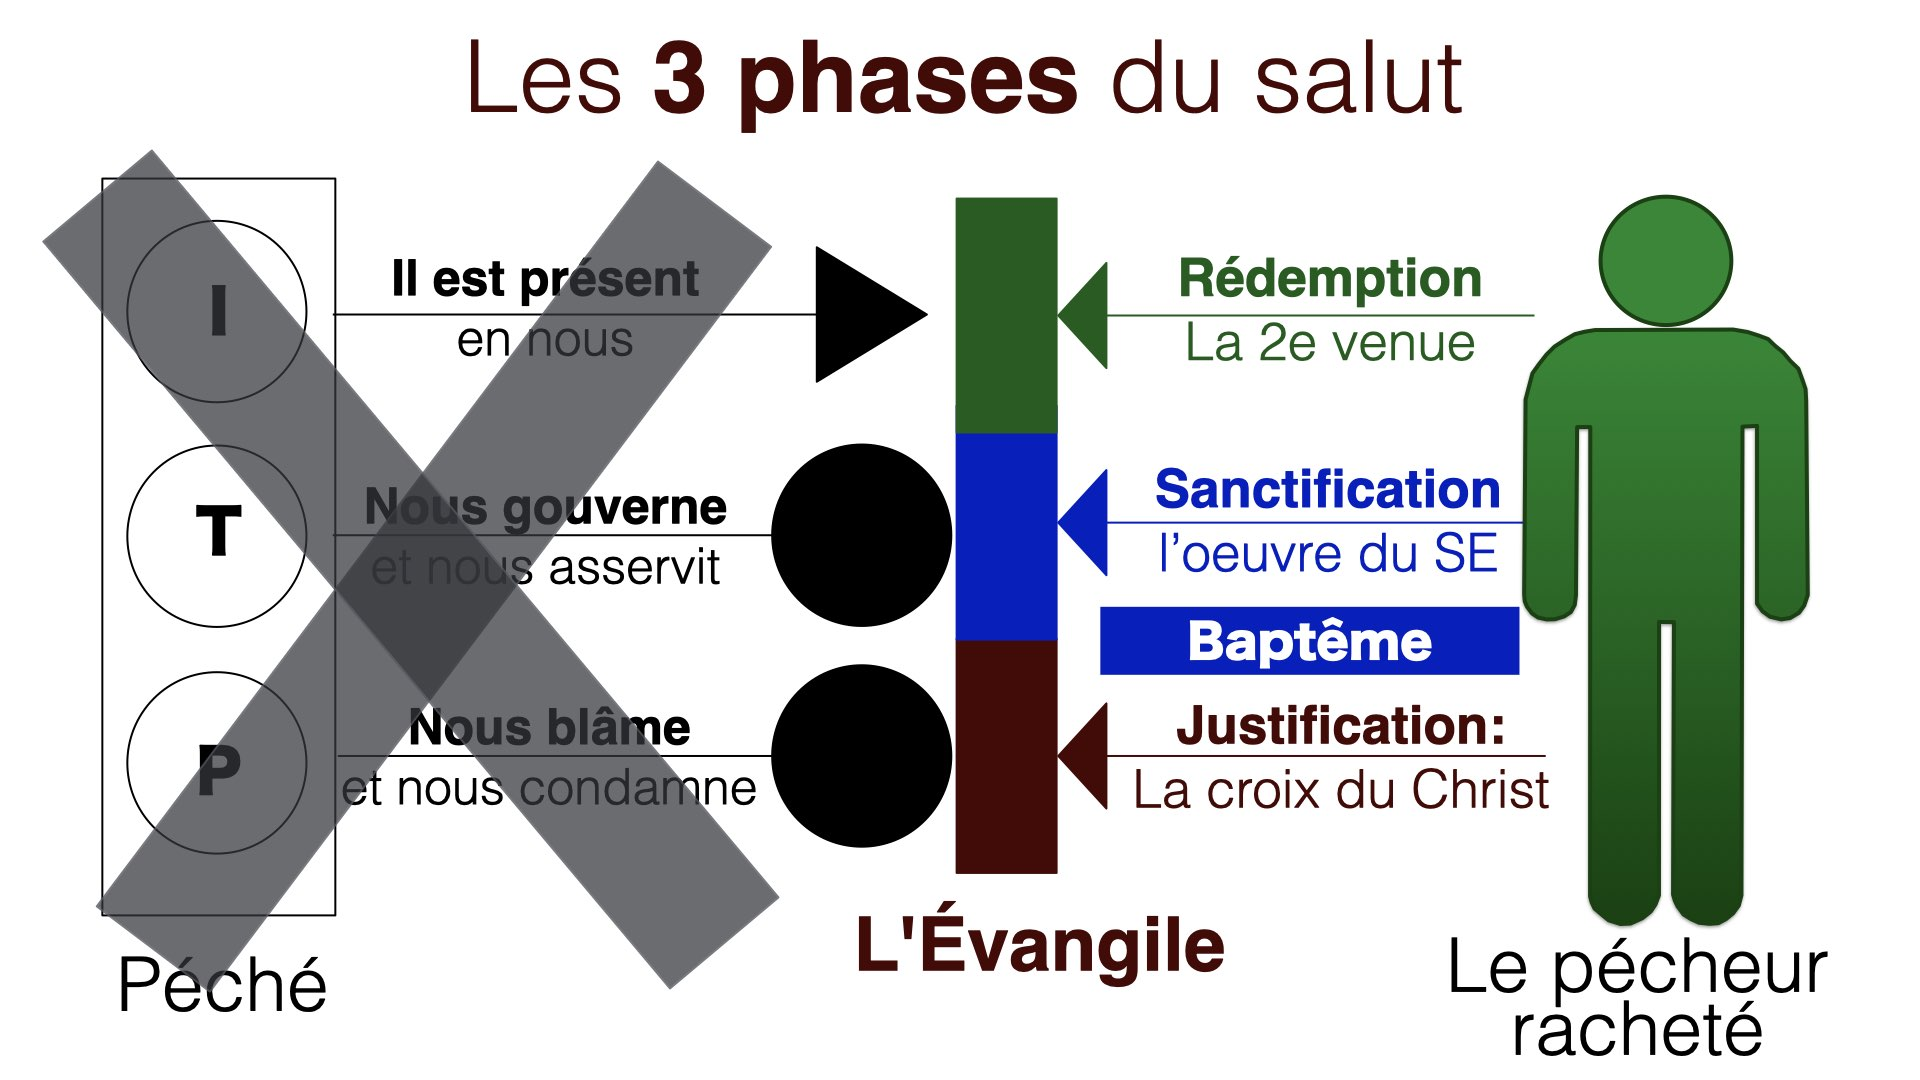 Les 3 phases du salut
I
Il est présent
en nous
Rédemption
La 2e venue
T
Nous gouverne
et nous asservit
Sanctification
l’oeuvre du SE
Baptême
P
Nous blâme
et nous condamne
Justification:
La croix du Christ
Péché
L'Évangile
Le pécheur
racheté